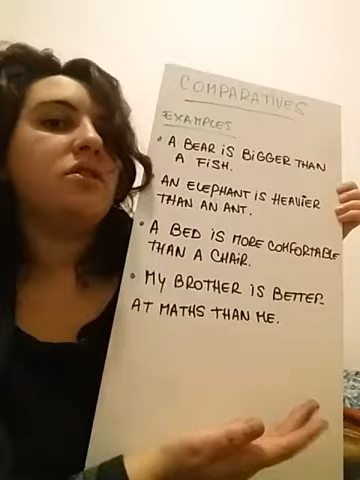 COMPARATIVES
EXAMPLES
• A BEAR IS BIGGER THAN
A FISH.
AN ELEPHANT IS HEAVIER
THAN AN ANT.
• A BED IS MORE COMFORTABLE
THAN A CHAIR.
• MY BROTHER IS BETTER
AT MATHS THAN ME.